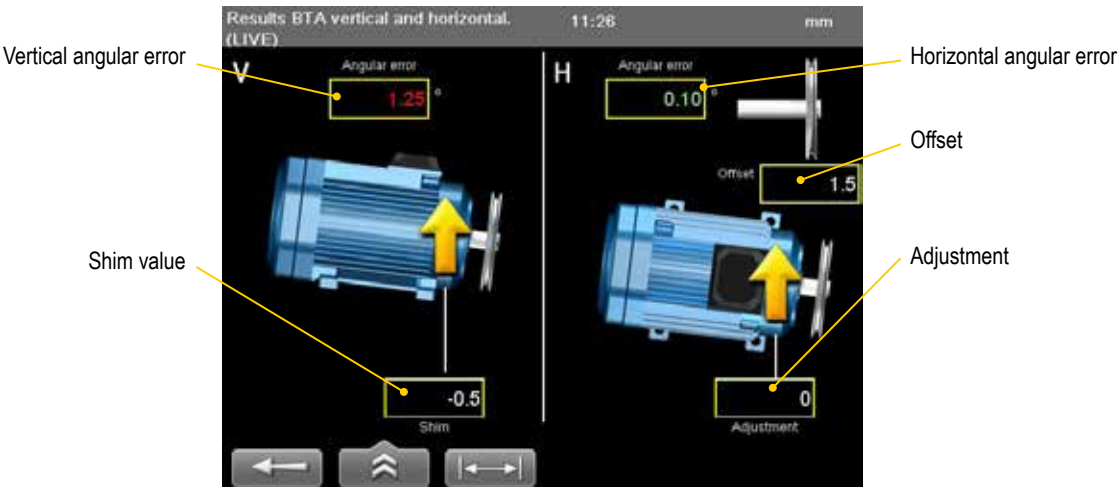 Results BTA vertical and horizontal.
(LIVE)
11:26
mm
Vertical angular error
Horizontal angular error
V
Angular error
1.25 °
H
Angular error
0.10 °
Offset
Offset
1.5
Shim value
Adjustment
-0.5
Shim
0
Adjustment